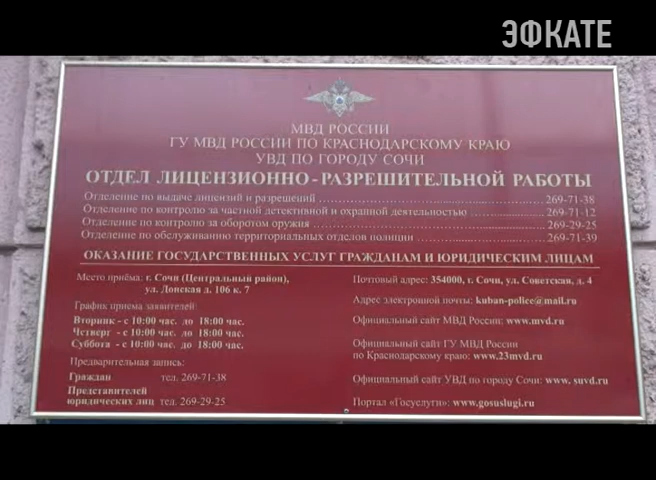 ЭФКАТЕ
МВД РОССИИ
ГУ МВД РОССИИ ПО КРАСНОДАРСКОМУ КРАЮ
УВД ПО ГОРОДУ СОЧИ
ОТДЕЛ ЛИЦЕНЗИОННО-РАЗРЕШИТЕЛЬНОЙ РАБОТЫ
Отделение по выдаче лицензий и разрешений 269-71-38
Отделение по контролю за частной детективной и охранной деятельностью 269-71-12
Отделение по контролю за оборотом оружия 269-29-25
Отделение по обслуживанию территориальных отделов полиции 269-71-39
ОКАЗАНИЕ ГОСУДАРСТВЕННЫХ УСЛУГ ГРАЖДАНАМ И ЮРИДИЧЕСКИМ ЛИЦАМ
Место приёма: г. Сочи (Центральный район),
ул. Донская д. 106 к. 7
График приема заявителей
Вторник - с 10:00 час. до 18:00 час.
Четверг - с 10:00 час. до 18:00 час.
Суббота - с 10:00 час. до 18:00 час.
Предварительная запись:
Граждан тел. 269-71-38
Представителей
юридических лиц тел. 269-29-25
Почтовый адрес: 354000, г. Сочи, ул. Советская, д. 4
Адрес электронной почты: kuban-police@mail.ru
Официальный сайт МВД России: www.mvd.ru
Официальный сайт ГУ МВД России
по Краснодарскому краю: www.23mvd.ru
Официальный сайт УВД по городу Сочи: www. suvd.ru
Портал «Госуслуги»: www.gosuslugi.ru